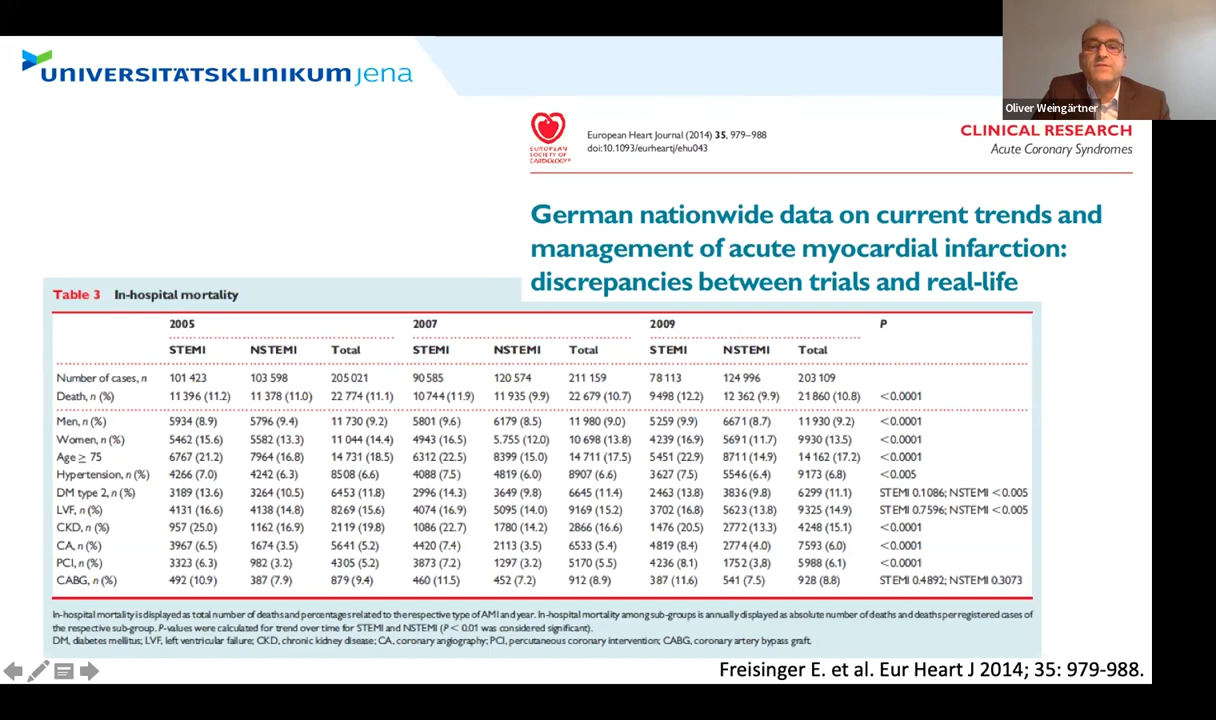 UNIVERSITÄTSKLINIKUM jena
Oliver Weingärtner
EUROPEAN
SOCIETY OF
CARDIOLOGY®
European Heart Journal (2014) 35, 979–988
doi:10.1093/eurheartj/ehu043
CLINICAL RESEARCH
Acute Coronary Syndromes
German nationwide data on current trends and
management of acute myocardial infarction:
discrepancies between trials and real-life
Table 3 In-hospital mortality
2005 2007 2009 P
STEMI NSTEMI Total STEMI NSTEMI Total STEMI NSTEMI Total
Number of cases, n 101 423 103 598 205 021 90 585 120 574 211 159 78 113 124 996 203 109
Death, n (%) 11 396 (11.2) 11 378 (11.0) 22 774 (11.1) 10 744 (11.9) 11 935 (9.9) 22 679 (10.7) 9498 (12.2) 12 362 (9.9) 21 860 (10.8) <0.0001
Men, n (%) 5934 (8.9) 5796 (9.4) 11 730 (9.2) 5801 (9.6) 6179 (8.5) 11 980 (9.0) 5259 (9.9) 6671 (8.7) 11 930 (9.2) <0.0001
Women, n (%) 5462 (15.6) 5582 (13.3) 11 044 (14.4) 4943 (16.5) 5.755 (12.0) 10 698 (13.8) 4239 (16.9) 5691 (11.7) 9930 (13.5) <0.0001
Age ≥ 75 6767 (21.2) 7964 (16.8) 14 731 (18.5) 6312 (22.5) 8399 (15.0) 14 711 (17.5) 5451 (22.9) 8711 (14.9) 14 162 (17.2) <0.0001
Hypertension, n (%) 4266 (7.0) 4242 (6.3) 8508 (6.6) 4088 (7.5) 4819 (6.0) 8907 (6.6) 3627 (7.5) 5546 (6.4) 9173 (6.8) <0.005
DM type 2, n (%) 3189 (13.6) 3264 (10.5) 6453 (11.8) 2996 (14.3) 3649 (9.8) 6645 (11.4) 2463 (13.8) 3836 (9.8) 6299 (11.1) STEMI 0.1086; NSTEMI <0.005
LVF, n (%) 4131 (16.6) 4138 (14.8) 8269 (15.6) 4074 (16.9) 5095 (14.0) 9169 (15.2) 3702 (16.8) 5623 (13.8) 9325 (14.9) STEMI 0.7596; NSTEMI <0.005
CKD, n (%) 957 (25.0) 1162 (16.9) 2119 (19.8) 1086 (22.7) 1780 (14.2) 2866 (16.6) 1476 (20.5) 2772 (13.3) 4248 (15.1) <0.0001
CA, n (%) 3967 (6.5) 1674 (3.5) 5641 (5.2) 4420 (7.4) 2113 (3.5) 6533 (5.4) 4819 (8.4) 2774 (4.0) 7593 (6.0) <0.0001
PCI, n (%) 3323 (6.3) 982 (3.2) 4305 (5.2) 3873 (7.2) 1297 (3.2) 5170 (5.5) 4236 (8.1) 1752 (3,8) 5988 (6.1) <0.0001
CABG, n (%) 492 (10.9) 387 (7.9) 879 (9.4) 460 (11.5) 452 (7.2) 912 (8.9) 387 (11.6) 541 (7.5) 928 (8.8) STEMI 0.4892; NSTEMI 0.3073
In-hospital mortality is displayed as total number of deaths and percentages related to the respective type of AMI and year. In-hospital mortality among sub-groups is annually displayed as absolute number of deaths and deaths per registered cases of
the respective sub-group. P-values were calculated for trend over time for STEMI and NSTEMI (P < 0.01 was considered significant).
DM, diabetes mellitus; LVF, left ventricular failure; CKD, chronic kidney disease; CA, coronary angiography; PCI, percutaneous coronary intervention; CABG, coronary artery bypass graft.
Freisinger E. et al. Eur Heart J 2014; 35: 979-988.